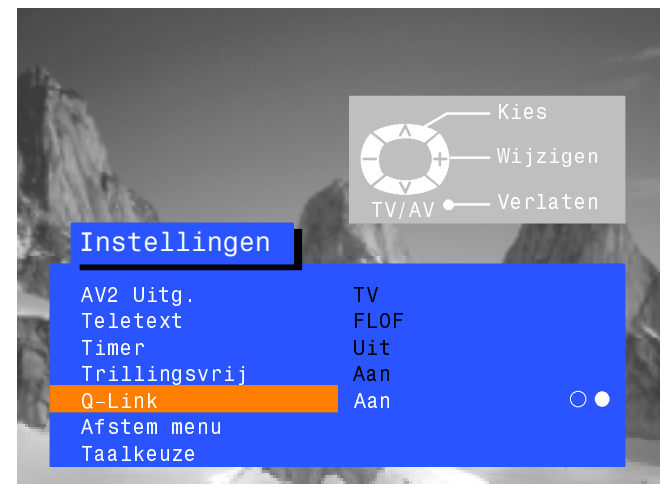 Kies
Wijzigen
TV/AV Verlaten
Instellingen
AV2 Uitg. TV
Teletext FLOF
Timer Uit
Trillingsvrij Aan
Q-Link Aan
Afstem menu
Taalkeuze